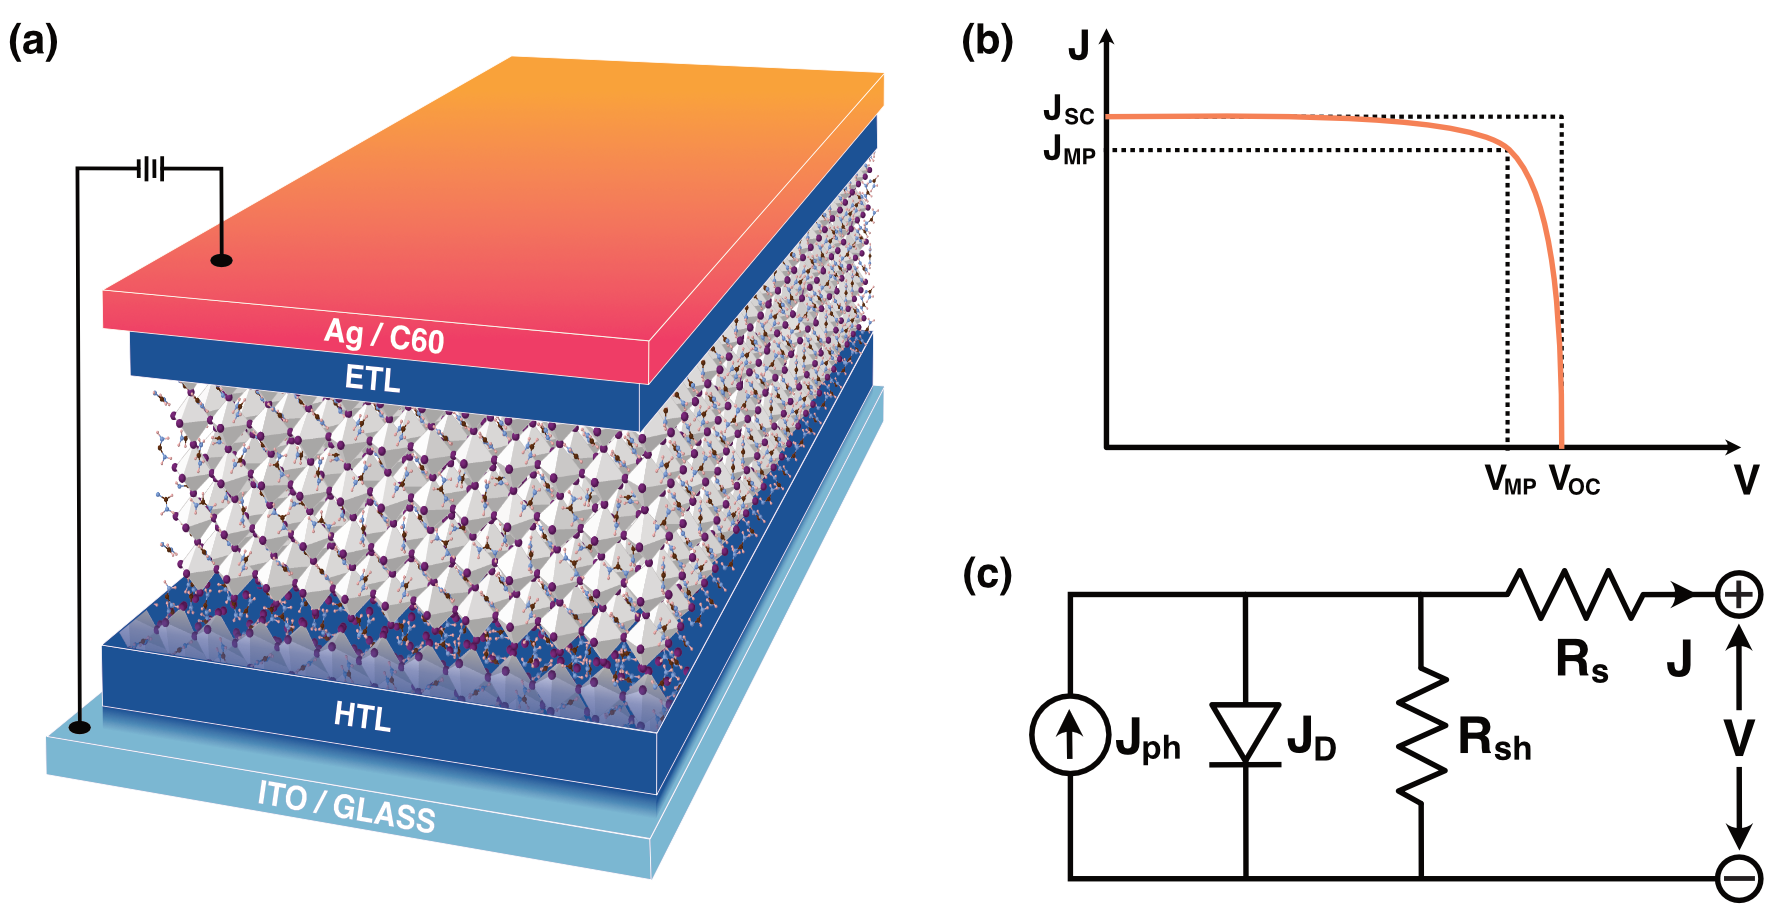 (a)
Ag / C60
ETL
HTL
ITO / GLASS
(b)
J
JSC
JMP
VMP
VOC
V
(c)
Jph
JD
Rsh
Rs
J
+
V
−